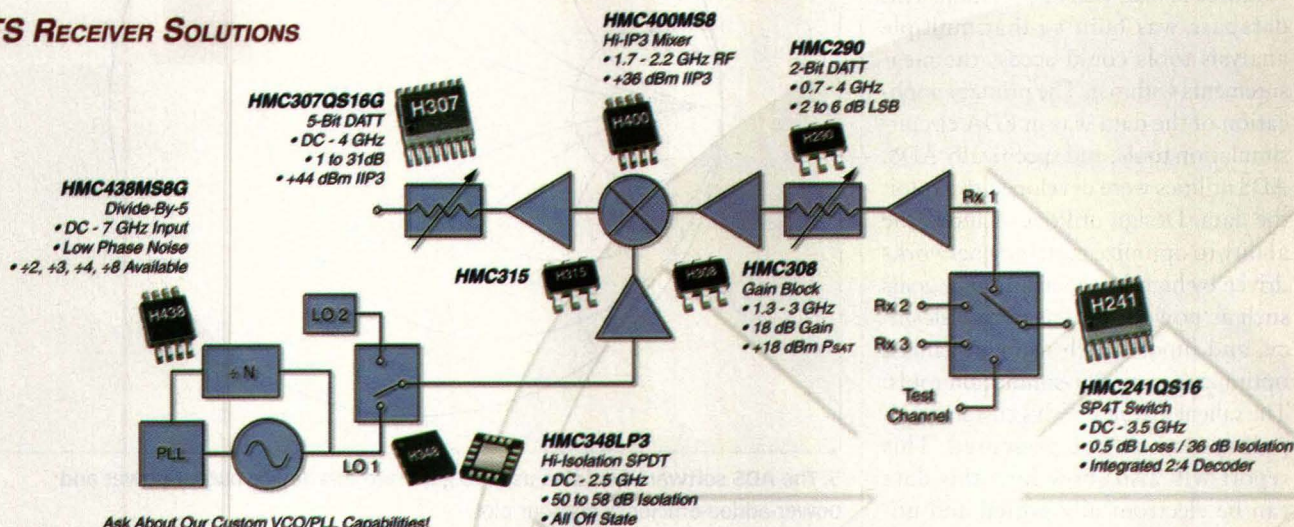 TS RECEIVER SOLUTIONS
HMC400MS8
Hi-IP3 Mixer
• 1.7 - 2.2 GHz RF
• +36 dBm IIP3
HMC290
2-Bit DATT
• 0.7 - 4 GHz
• 2 to 6 dB LSB
HMC307QS16G
5-Bit DATT
• DC - 4 GHz
• 1 to 31dB
• +44 dBm IIP3
H307
H400
H290
HMC438MS8G
Divide-By-5
• DC - 7 GHz Input
• Low Phase Noise
• ÷2, ÷3, ÷4, ÷8 Available
H438
Rx 1
HMC315
H315
H308
HMC308
Gain Block
• 1.3 - 3 GHz
• 18 dB Gain
• +18 dBm PSAT
Rx 2
Rx 3
Test
Channel
H241
HMC241QS16
SP4T Switch
• DC - 3.5 GHz
• 0.5 dB Loss / 36 dB Isolation
• Integrated 2:4 Decoder
LO 2
÷ N
PLL
LO 1
H348
HMC348LP3
Hi-Isolation SPDT
• DC - 2.5 GHz
• 50 to 58 dB Isolation
• All Off State
Ask About Our Custom VCO/PLL Capabilities!